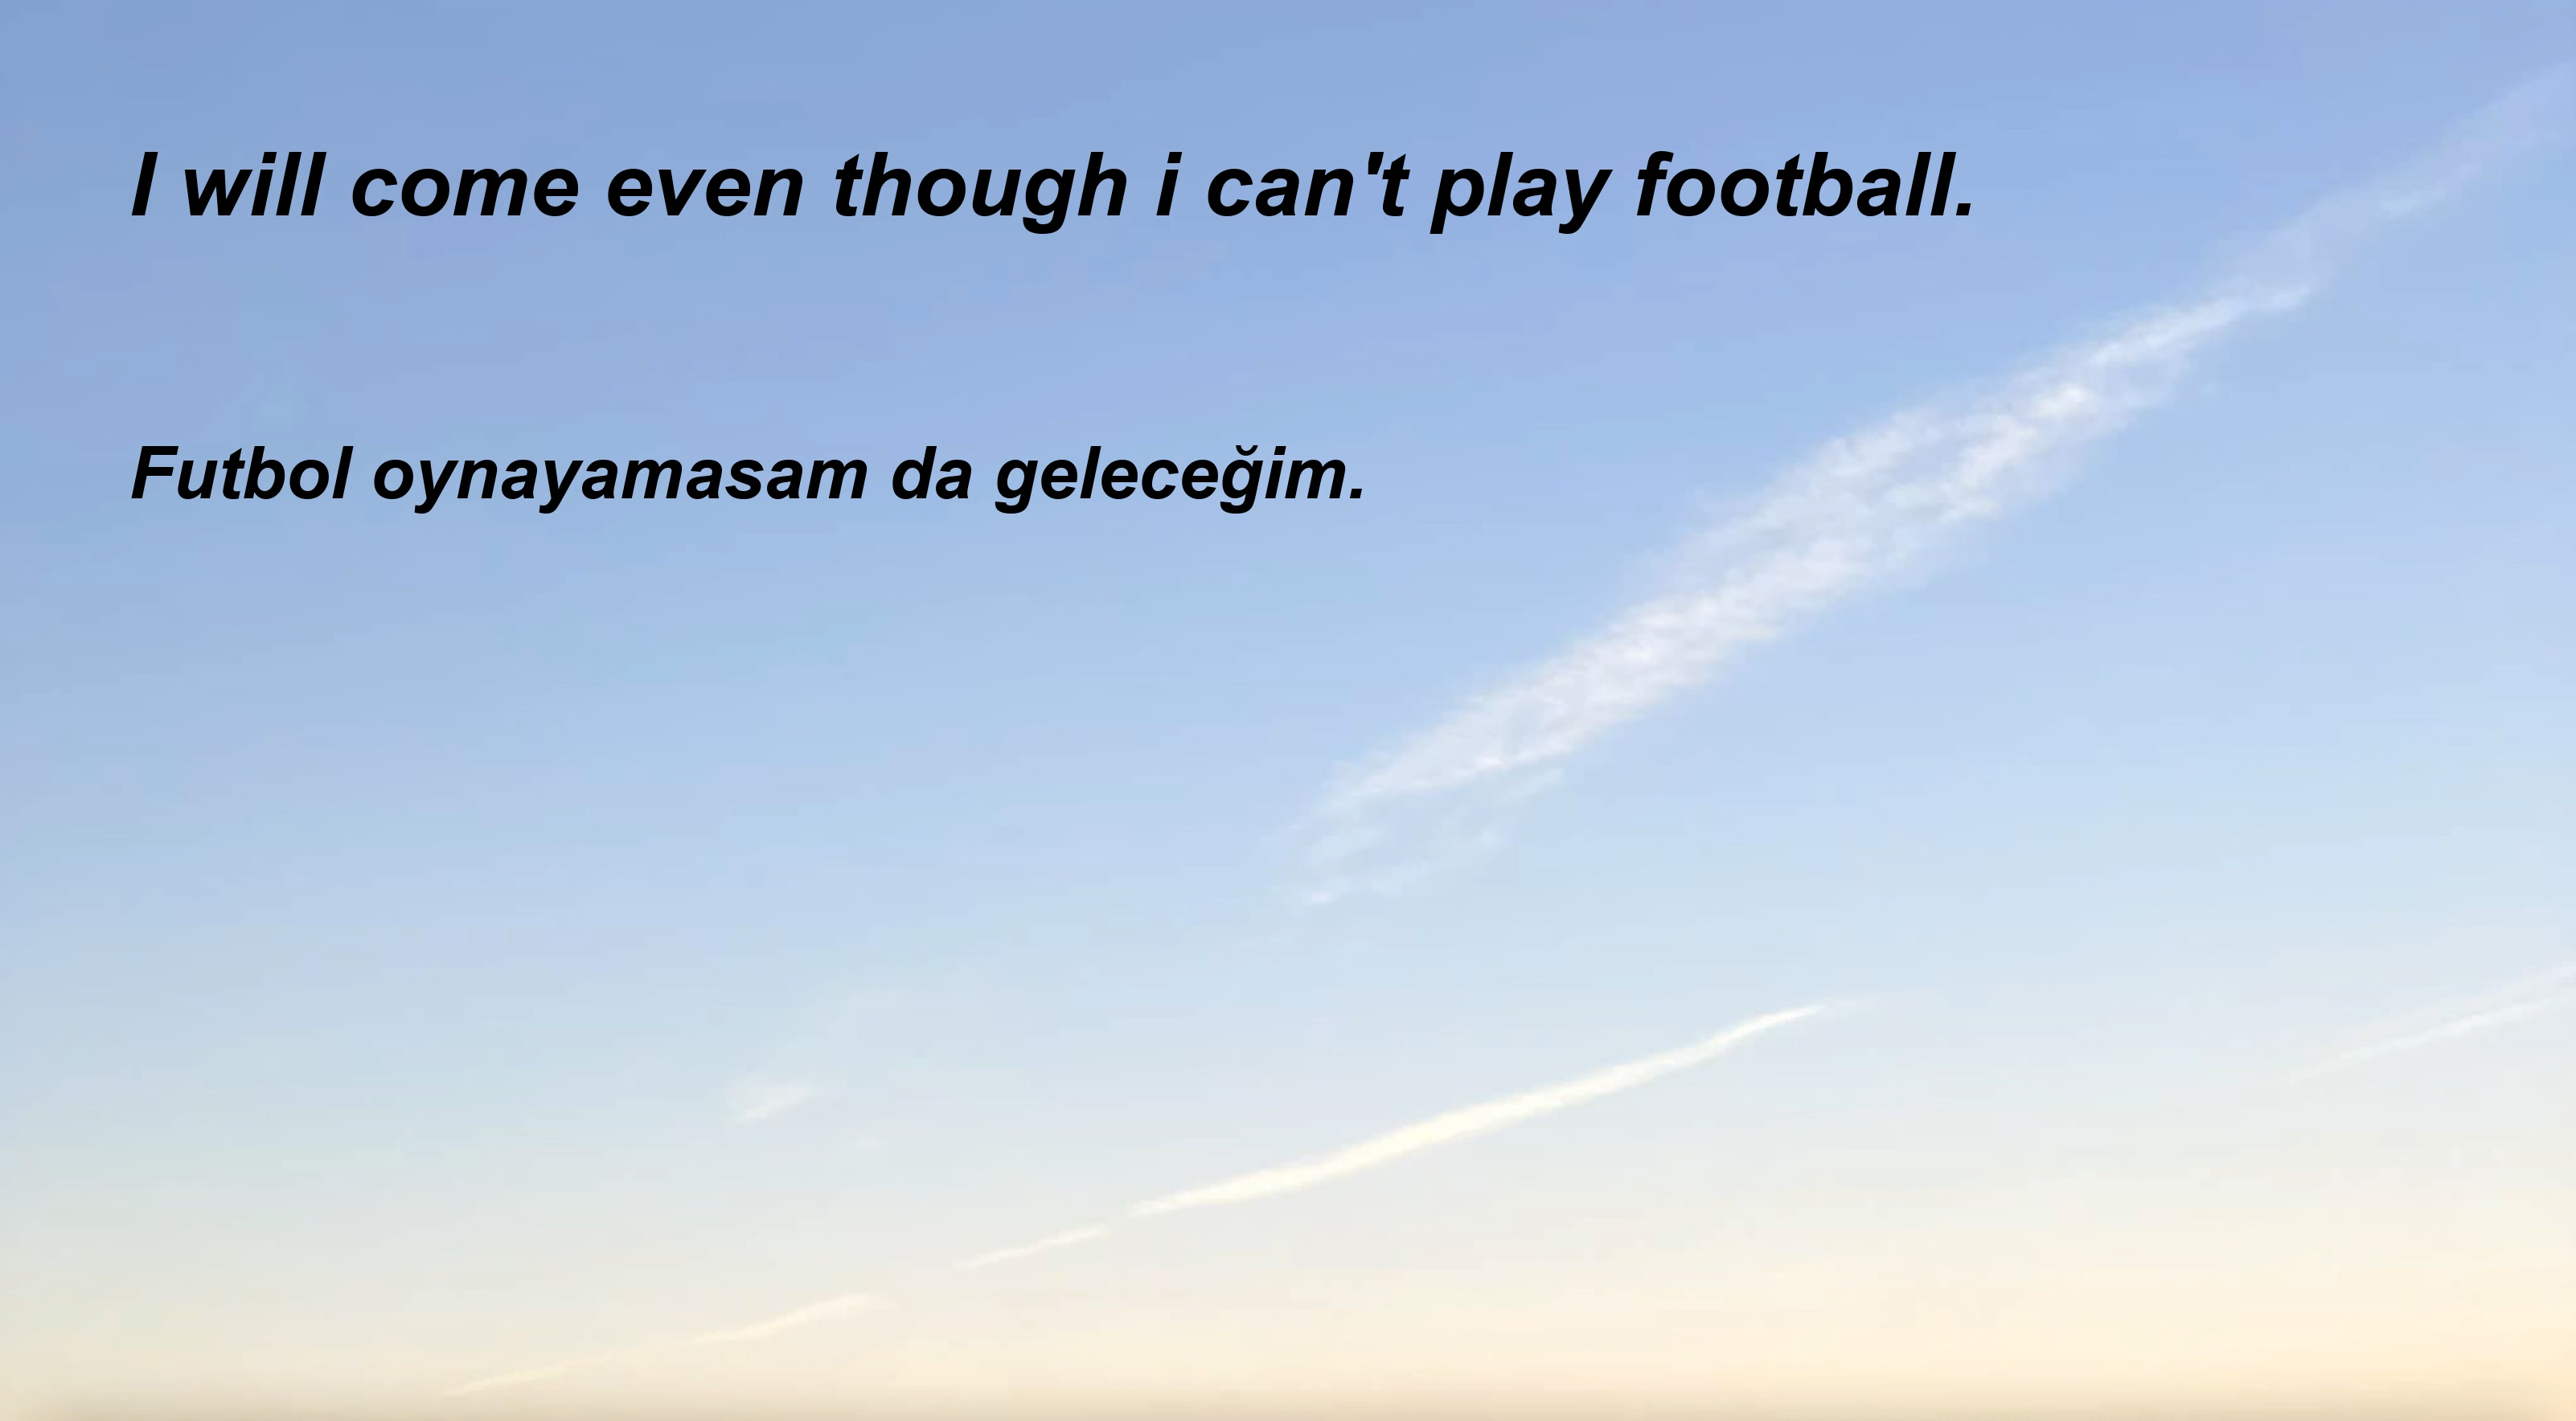 I will come even though i can't play football.
Futbol oynayamasam da geleceğim.